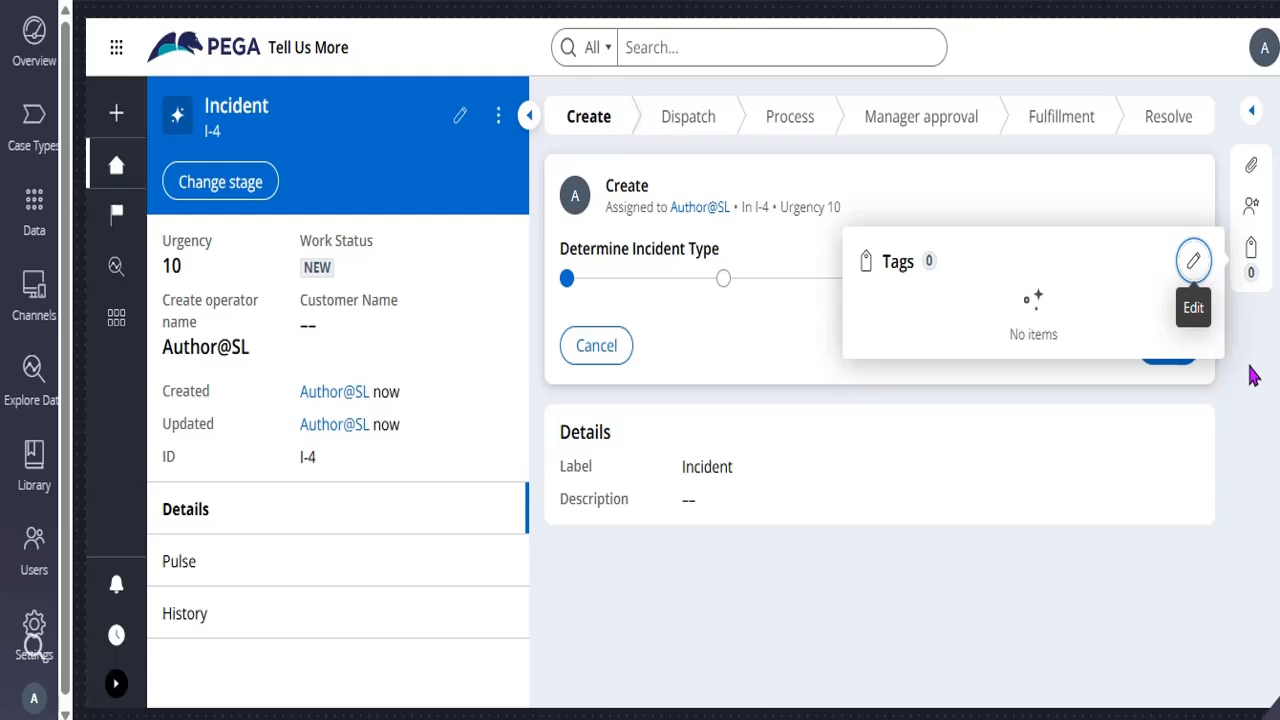 Overview
Case Types
Data
Channels
Explore Dat
Library
Users
Settings
A
PEGA Tell Us More
All Search...
A
Incident
I-4
Change stage
Urgency
10
Work Status
NEW
Create operator
name
Author@SL
Customer Name
––
Created Author@SL now
Updated Author@SL now
ID I-4
Details
Pulse
History
Create Dispatch Process Manager approval Fulfillment Resolve
A
Create
Assigned to Author@SL • In I-4 • Urgency 10
Determine Incident Type
Cancel
Tags 0
Edit
No items
0
Details
Label Incident
Description ––